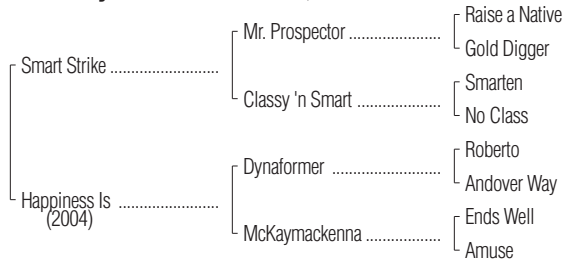 Raise a Native
Mr. Prospector ....................
Gold Digger
Smart Strike ........................
Smarten
Classy 'n Smart ..................
No Class
Roberto
Dynaformer ........................
Andover Way
Happiness Is ......................
(2004)
Ends Well
McKaymackenna .................
Amuse